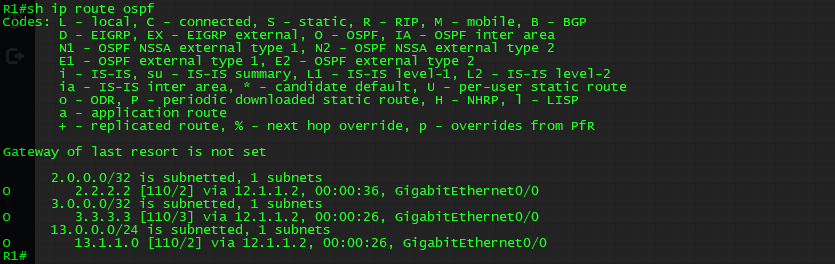 R1#sh ip route ospf
Codes: L - local, C - connected, S - static, R - RIP, M - mobile, B - BGP
       D - EIGRP, EX - EIGRP external, O - OSPF, IA - OSPF inter area
       N1 - OSPF NSSA external type 1, N2 - OSPF NSSA external type 2
       E1 - OSPF external type 1, E2 - OSPF external type 2
       i - IS-IS, su - IS-IS summary, L1 - IS-IS level-1, L2 - IS-IS level-2
       ia - IS-IS inter area, * - candidate default, U - per-user static route
       o - ODR, P - periodic downloaded static route, H - NHRP, l - LISP
       a - application route
       + - replicated route, % - next hop override, p - overrides from PfR
Gateway of last resort is not set
      2.0.0.0/32 is subnetted, 1 subnets
O        2.2.2.2 [110/2] via 12.1.1.2, 00:00:36, GigabitEthernet0/0
      3.0.0.0/32 is subnetted, 1 subnets
O        3.3.3.3 [110/3] via 12.1.1.2, 00:00:26, GigabitEthernet0/0
      13.0.0.0/24 is subnetted, 1 subnets
O        13.1.1.0 [110/2] via 12.1.1.2, 00:00:26, GigabitEthernet0/0
R1#